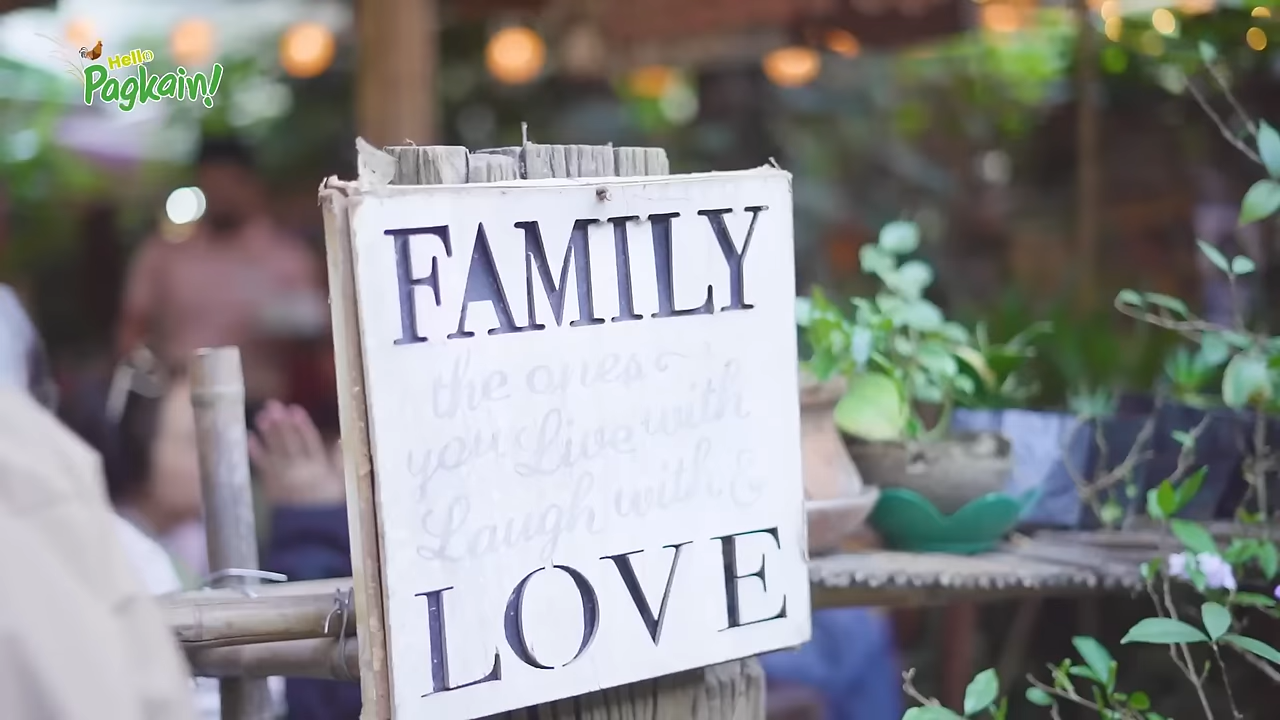 Hello
Pagkain!
FAMILY
the ones
you Live with
Laugh with &
LOVE